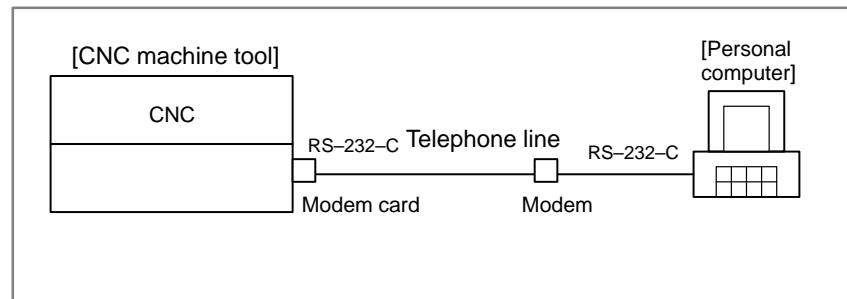 [CNC machine tool]
[Personal
computer]
CNC
RS–232–C
Telephone line
RS–232–C
Modem card
Modem